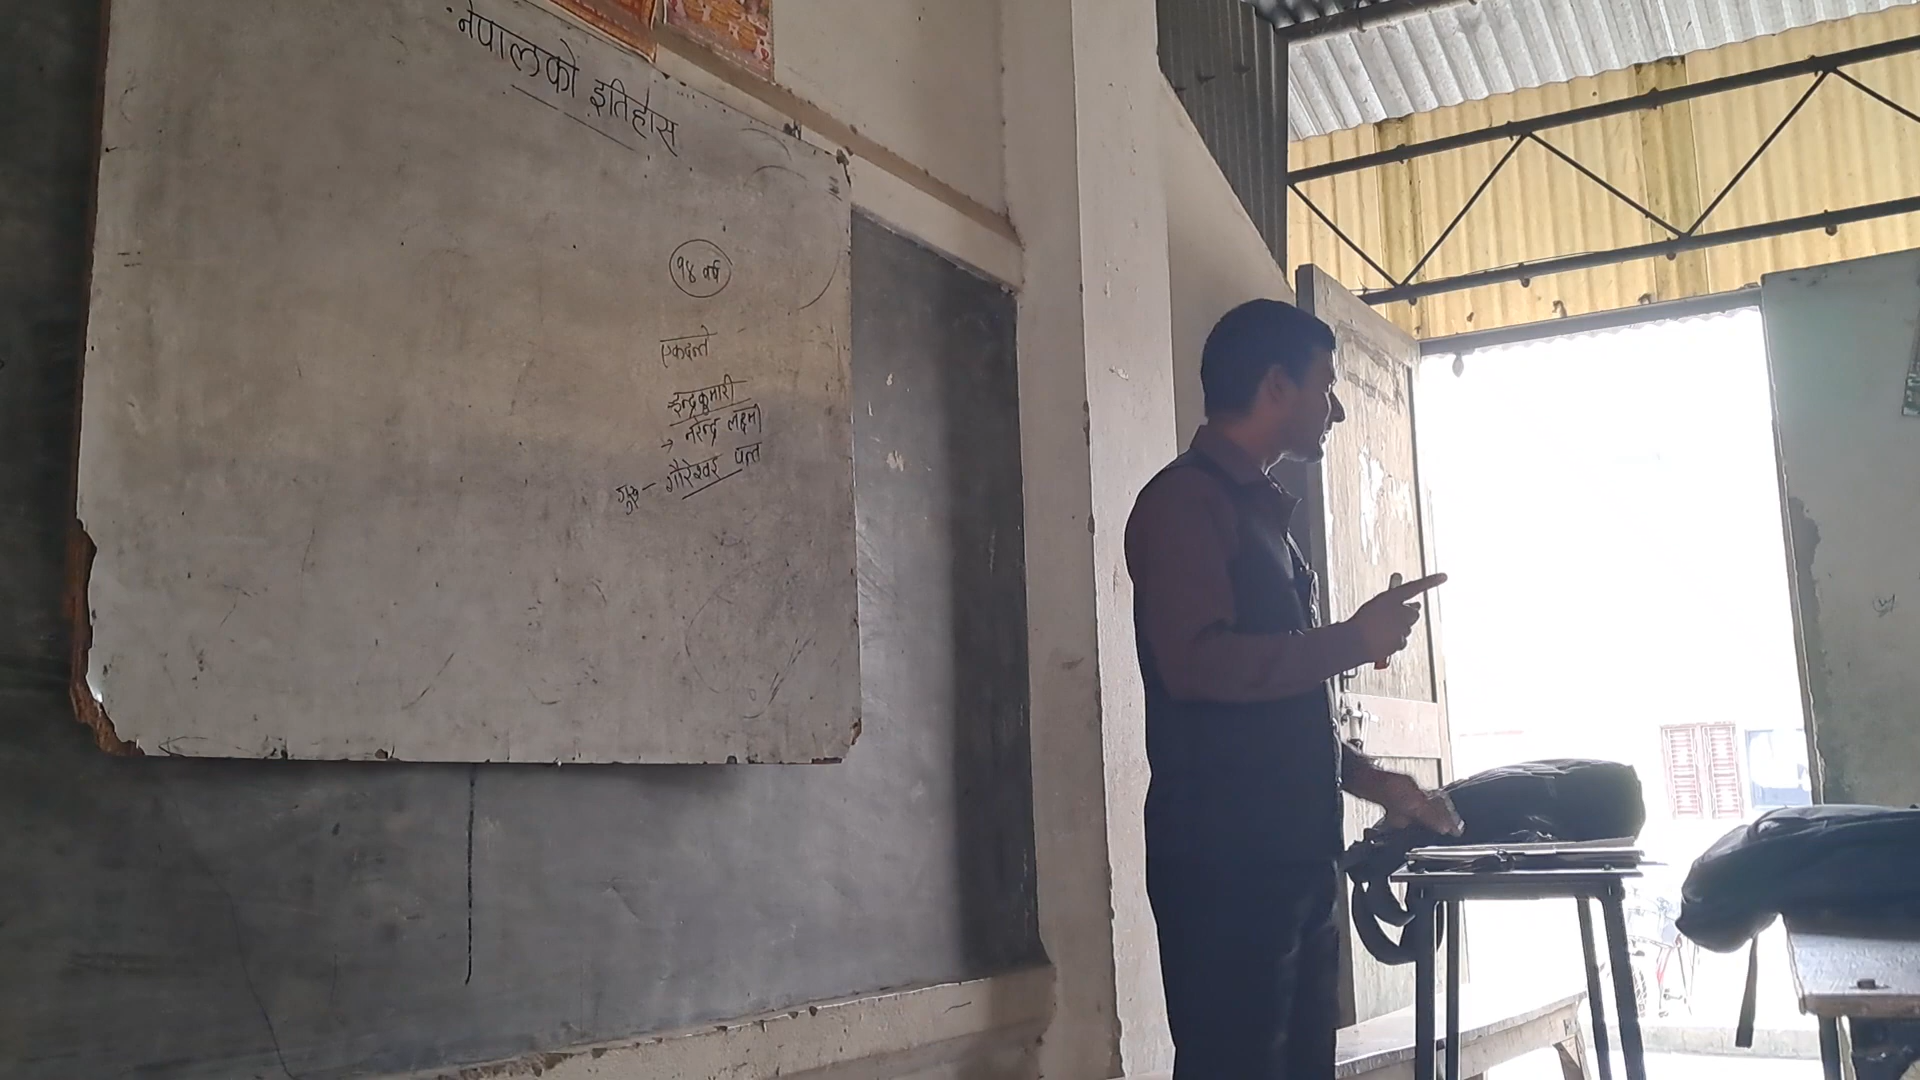 नेपालको इतिहास
१४ वर्ष
एकदन्ते
इन्द्रकुमारी
→ नरेन्द्र लक्ष्मी
गुरु – गौरेश्वर पन्त